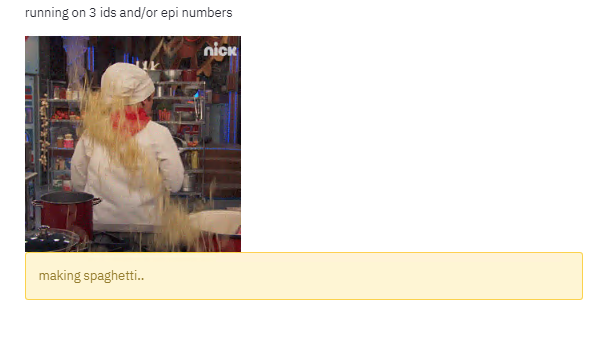 running on 3 ids and/or epi numbers
nick
making spaghetti..